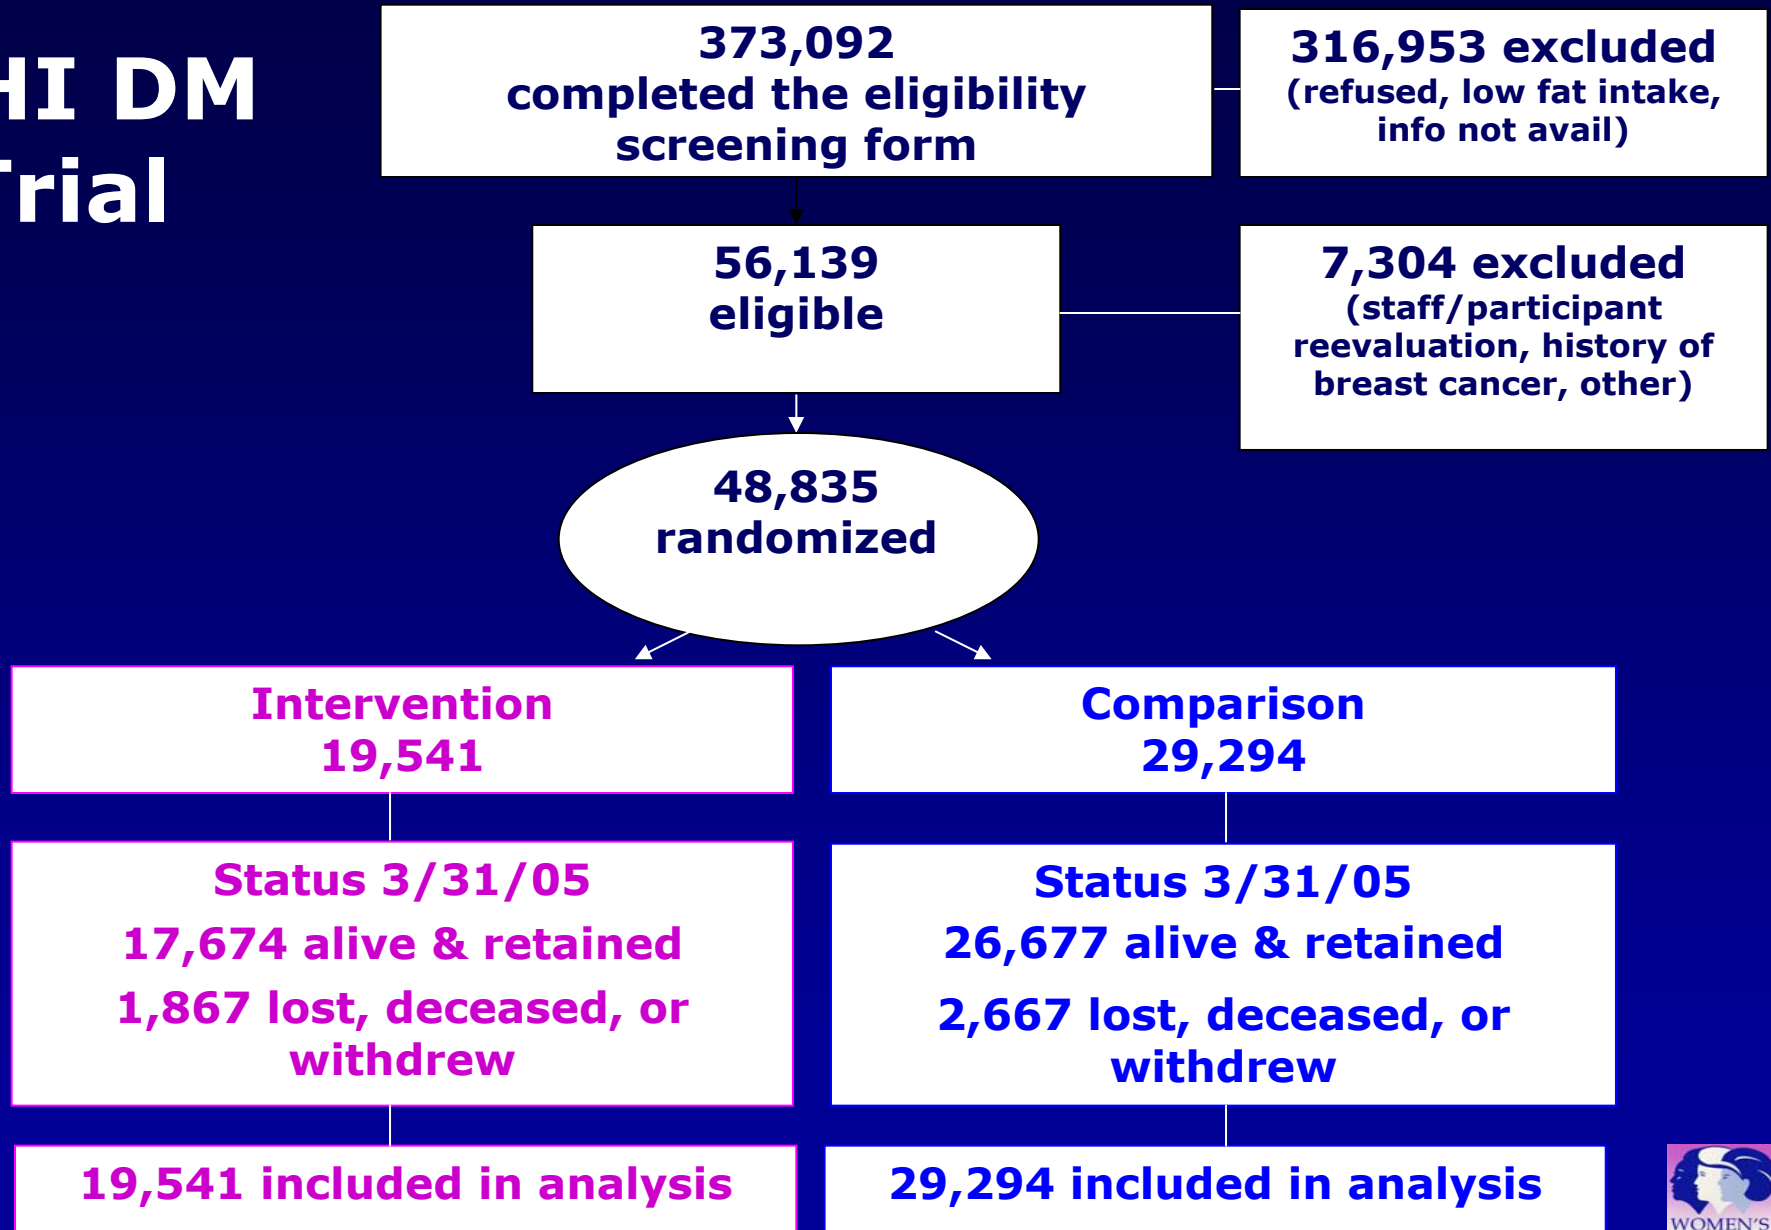 HI DM
Trial
373,092
completed the eligibility
screening form
316,953 excluded
(refused, low fat intake,
info not avail)
56,139
eligible
7,304 excluded
(staff/participant
reevaluation, history of
breast cancer, other)
48,835
randomized
Intervention
19,541
Comparison
29,294
Status 3/31/05
17,674 alive & retained
1,867 lost, deceased, or
withdrew
Status 3/31/05
26,677 alive & retained
2,667 lost, deceased, or
withdrew
19,541 included in analysis
29,294 included in analysis
WOMEN'S